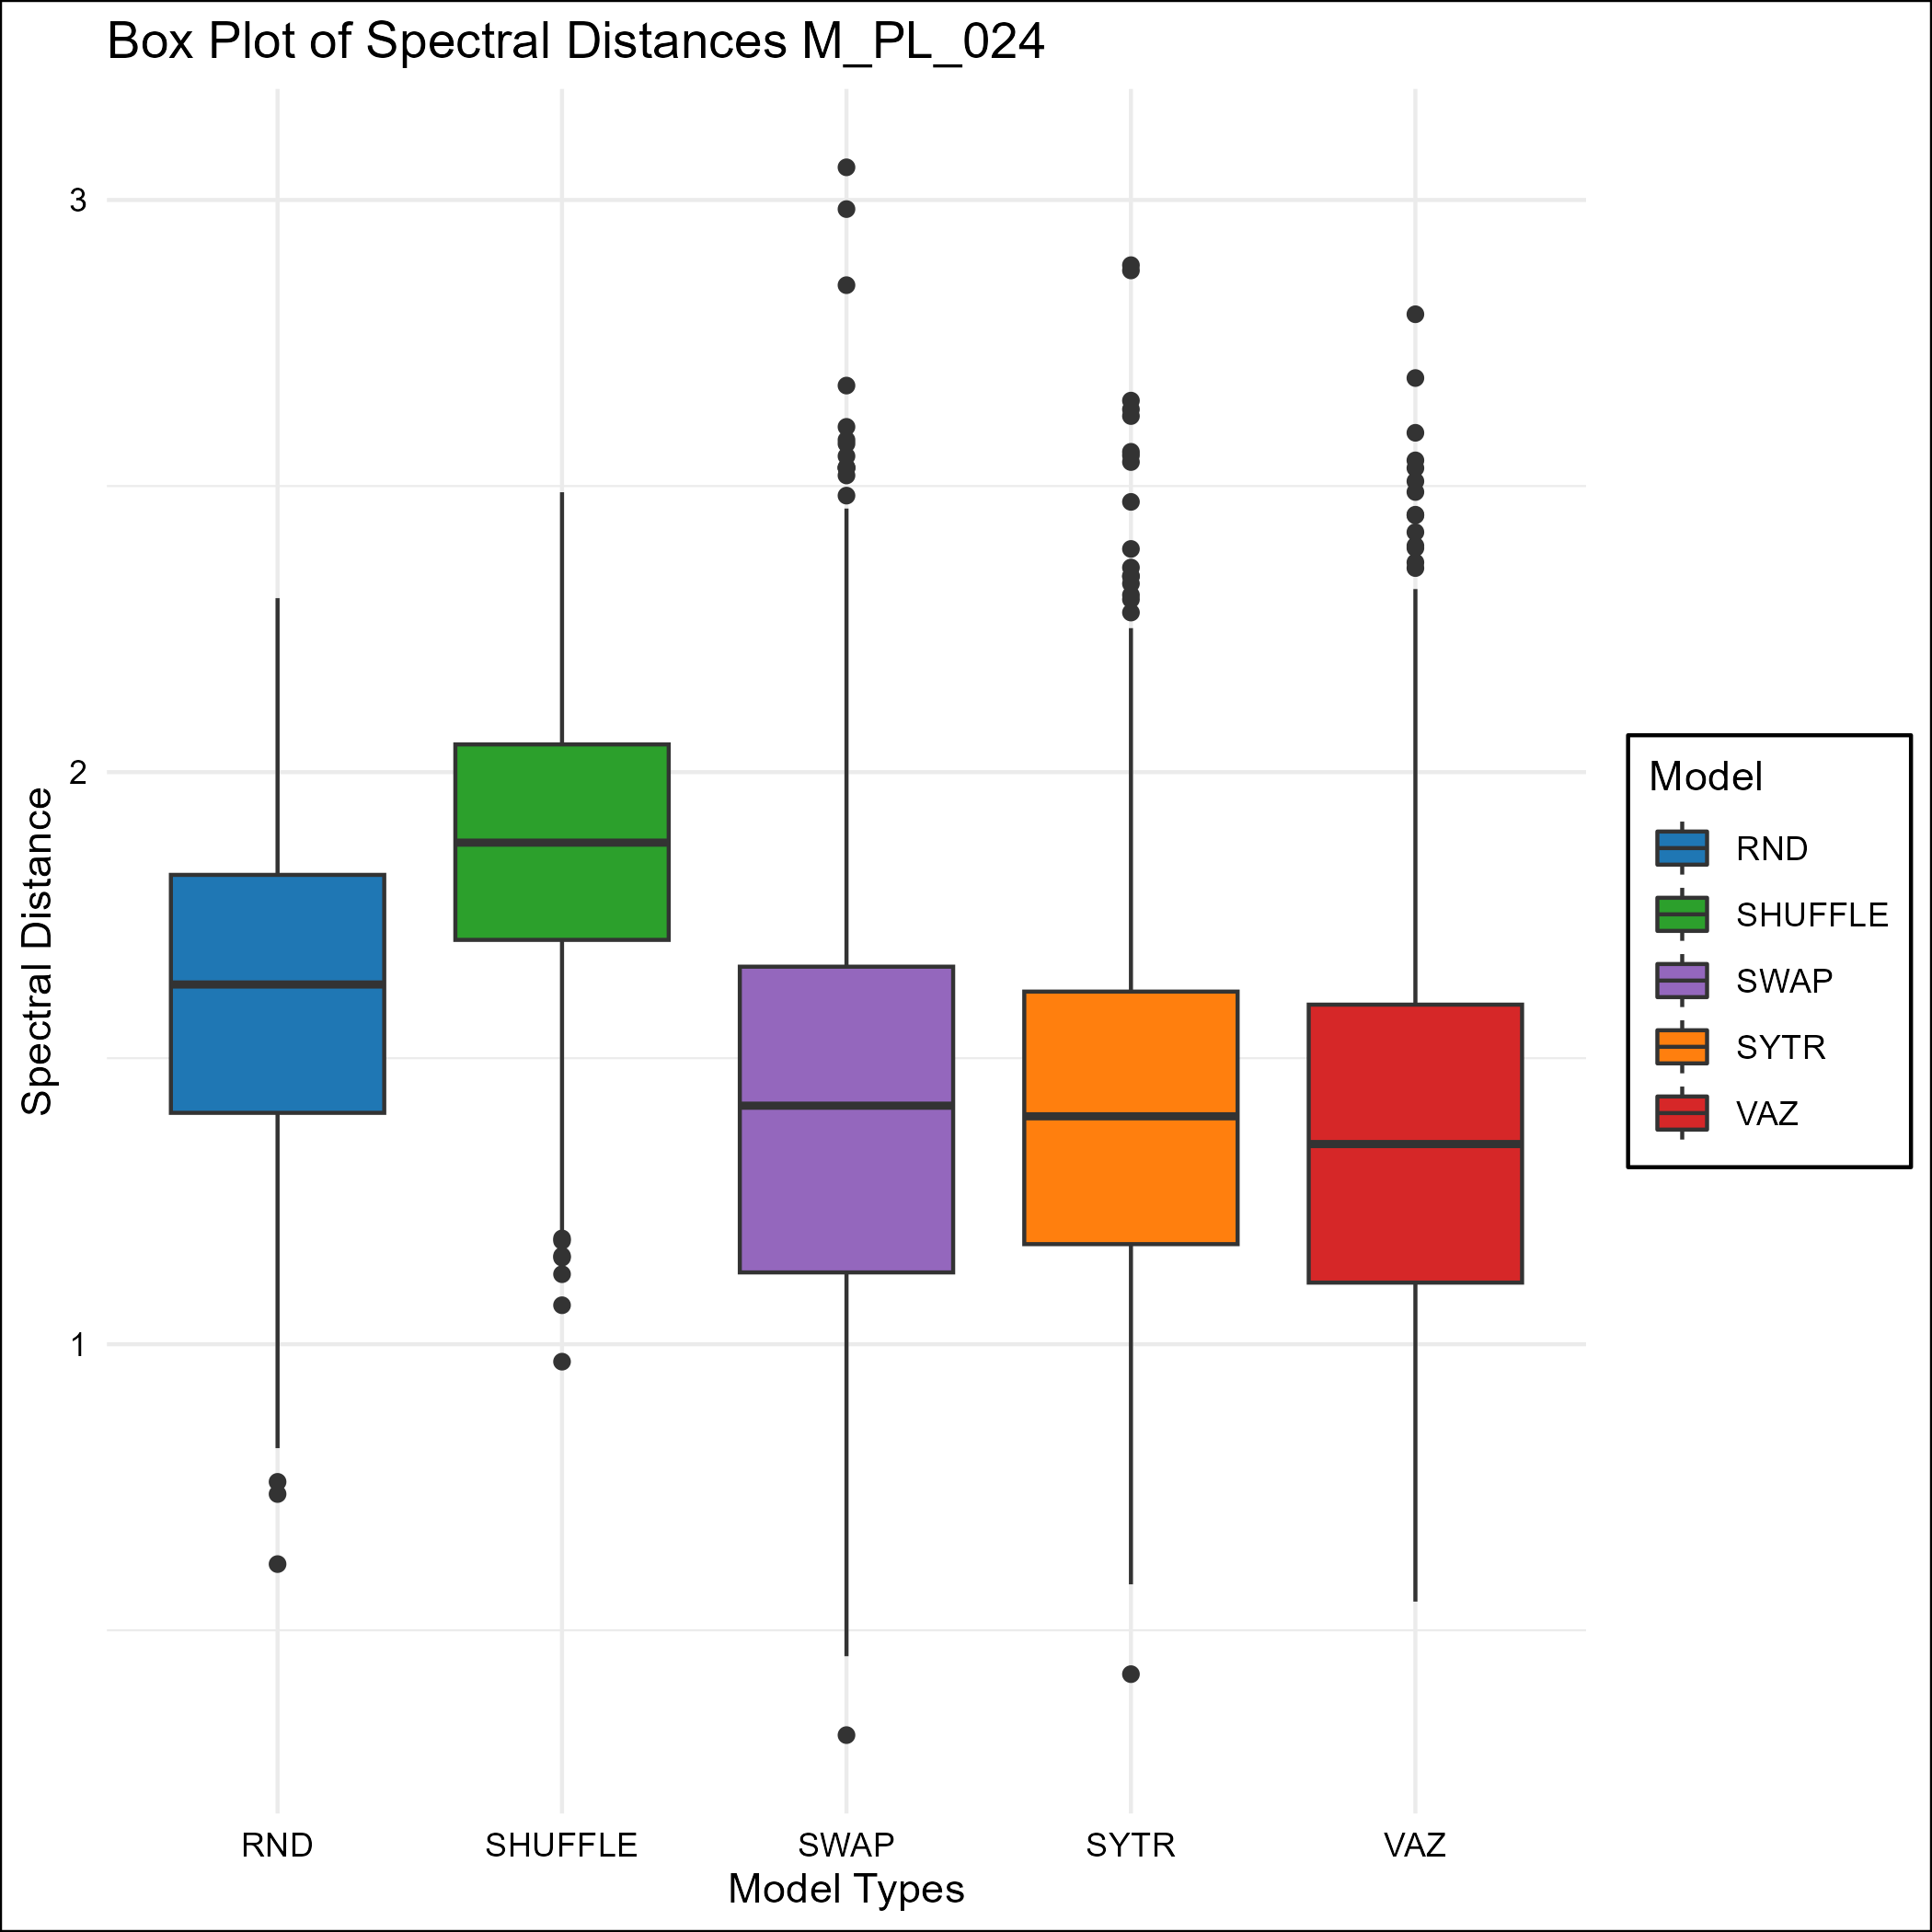 Box Plot of Spectral Distances M_PL_024
3
2
1
Spectral Distance
RND
SHUFFLE
SWAP
SYTR
VAZ
Model Types
Model
RND
SHUFFLE
SWAP
SYTR
VAZ